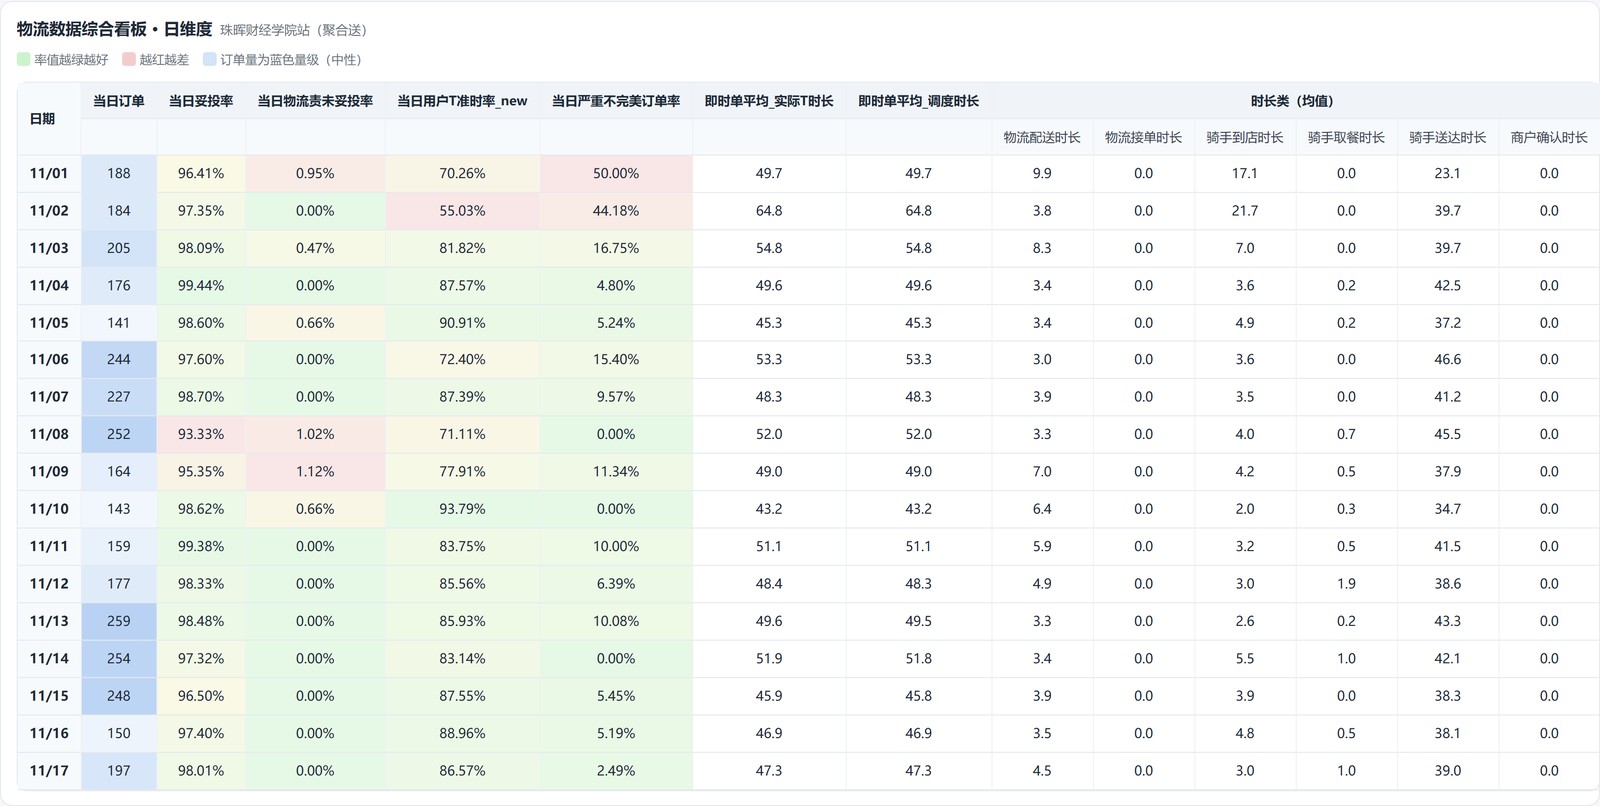 物流数据综合看板 • 日维度 珠晖财经学院站（聚合送）
率值越绿越好 越红越差 订单量为蓝色量级（中性）
日期 当日订单 当日妥投率 当日物流责未妥投率 当日用户T准时率_new 当日严重不完美订单率 即时单平均_实际T时长 即时单平均_调度时长 时长类（均值）
物流配送时长 物流接单时长 骑手到店时长 骑手取餐时长 骑手送达时长 商户确认时长
11/01 188 96.41% 0.95% 70.26% 50.00% 49.7 49.7 9.9 0.0 17.1 0.0 23.1 0.0
11/02 184 97.35% 0.00% 55.03% 44.18% 64.8 64.8 3.8 0.0 21.7 0.0 39.7 0.0
11/03 205 98.09% 0.47% 81.82% 16.75% 54.8 54.8 8.3 0.0 7.0 0.0 39.7 0.0
11/04 176 99.44% 0.00% 87.57% 4.80% 49.6 49.6 3.4 0.0 3.6 0.2 42.5 0.0
11/05 141 98.60% 0.66% 90.91% 5.24% 45.3 45.3 3.4 0.0 4.9 0.2 37.2 0.0
11/06 244 97.60% 0.00% 72.40% 15.40% 53.3 53.3 3.0 0.0 3.6 0.0 46.6 0.0
11/07 227 98.70% 0.00% 87.39% 9.57% 48.3 48.3 3.9 0.0 3.5 0.0 41.2 0.0
11/08 252 93.33% 1.02% 71.11% 0.00% 52.0 52.0 3.3 0.0 4.0 0.7 45.5 0.0
11/09 164 95.35% 1.12% 77.91% 11.34% 49.0 49.0 7.0 0.0 4.2 0.5 37.9 0.0
11/10 143 98.62% 0.66% 93.79% 0.00% 43.2 43.2 6.4 0.0 2.0 0.3 34.7 0.0
11/11 159 99.38% 0.00% 83.75% 10.00% 51.1 51.1 5.9 0.0 3.2 0.5 41.5 0.0
11/12 177 98.33% 0.00% 85.56% 6.39% 48.4 48.3 4.9 0.0 3.0 1.9 38.6 0.0
11/13 259 98.48% 0.00% 85.93% 10.08% 49.6 49.5 3.3 0.0 2.6 0.2 43.3 0.0
11/14 254 97.32% 0.00% 83.14% 0.00% 51.9 51.8 3.4 0.0 5.5 1.0 42.1 0.0
11/15 248 96.50% 0.00% 87.55% 5.45% 45.9 45.8 3.9 0.0 3.9 0.0 38.3 0.0
11/16 150 97.40% 0.00% 88.96% 5.19% 46.9 46.9 3.5 0.0 4.8 0.5 38.1 0.0
11/17 197 98.01% 0.00% 86.57% 2.49% 47.3 47.3 4.5 0.0 3.0 1.0 39.0 0.0